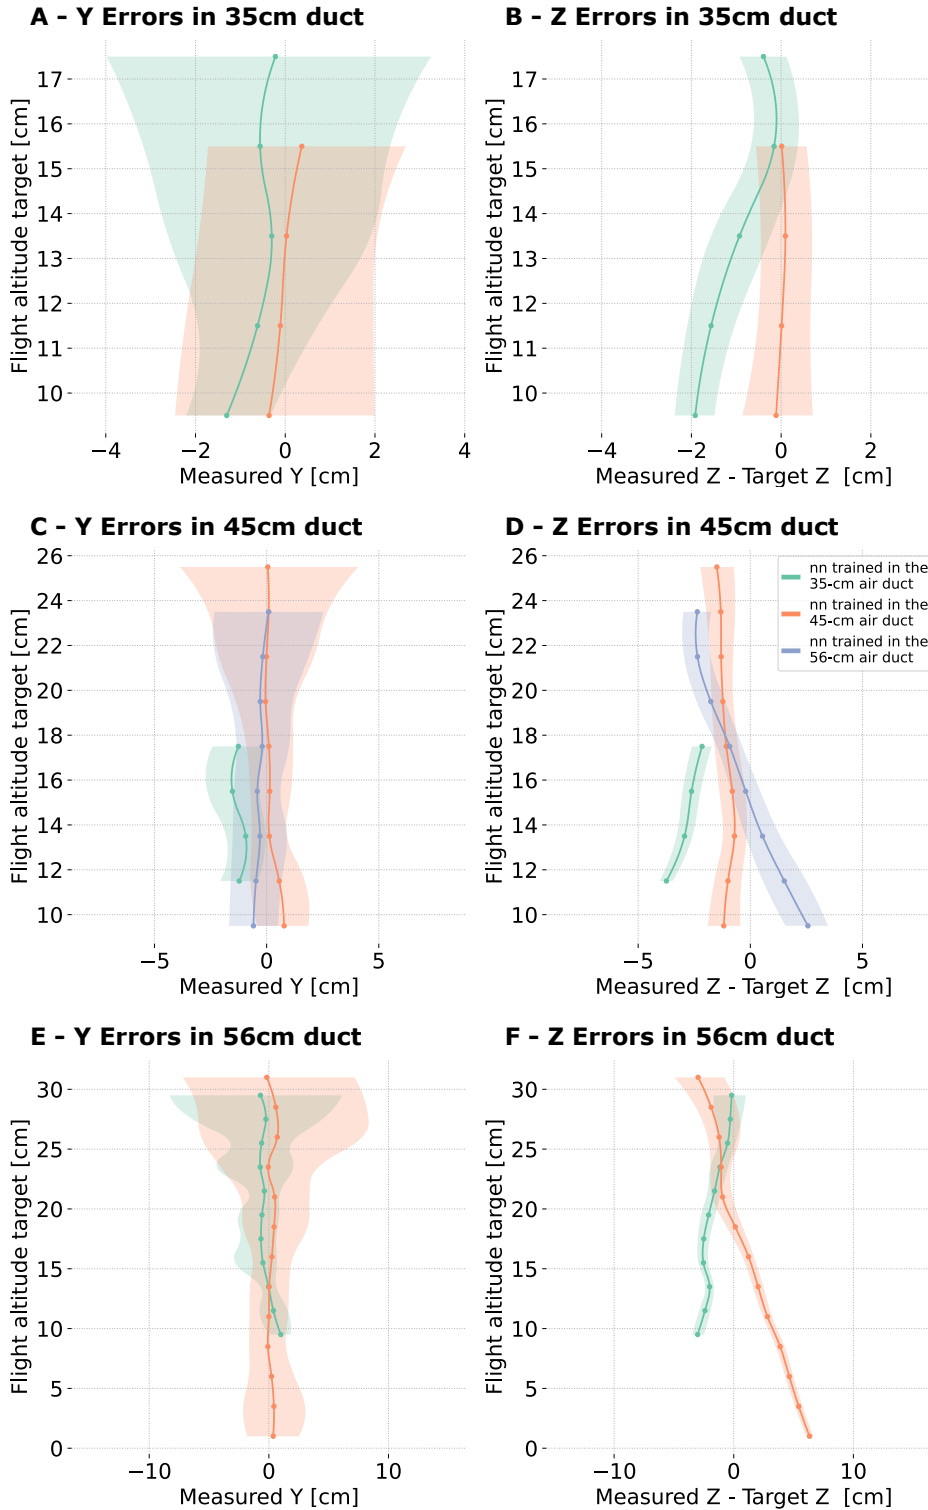 A – Y Errors in 35cm duct
B – Z Errors in 35cm duct
Flight altitude target [cm]
17
16
15
14
13
12
11
10
−4
−2
0
2
4
Measured Y [cm]
Flight altitude target [cm]
17
16
15
14
13
12
11
10
−4
−2
0
2
Measured Z - Target Z [cm]
C – Y Errors in 45cm duct
D – Z Errors in 45cm duct
Flight altitude target [cm]
26
24
22
20
18
16
14
12
10
−5
0
5
Measured Y [cm]
Flight altitude target [cm]
26
24
22
20
18
16
14
12
10
−5
0
5
Measured Z - Target Z [cm]
nn trained in the
35-cm air duct
nn trained in the
45-cm air duct
nn trained in the
56-cm air duct
E – Y Errors in 56cm duct
F – Z Errors in 56cm duct
Flight altitude target [cm]
30
25
20
15
10
5
0
−10
0
10
Measured Y [cm]
Flight altitude target [cm]
30
25
20
15
10
5
0
−10
0
10
Measured Z - Target Z [cm]